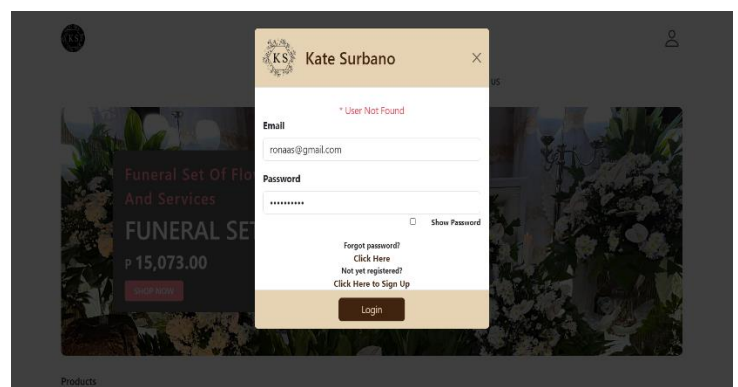 KS
KS
Kate Surbano
×
US
* User Not Found
Email
ronaas@gmail.com
Password
••••••••••
Show Password
Forgot password?
Click Here
Not yet registered?
Click Here to Sign Up
Login
Funeral Set Of Flo
And Services
FUNERAL SE
P 15,073.00
SHOP NOW
Products